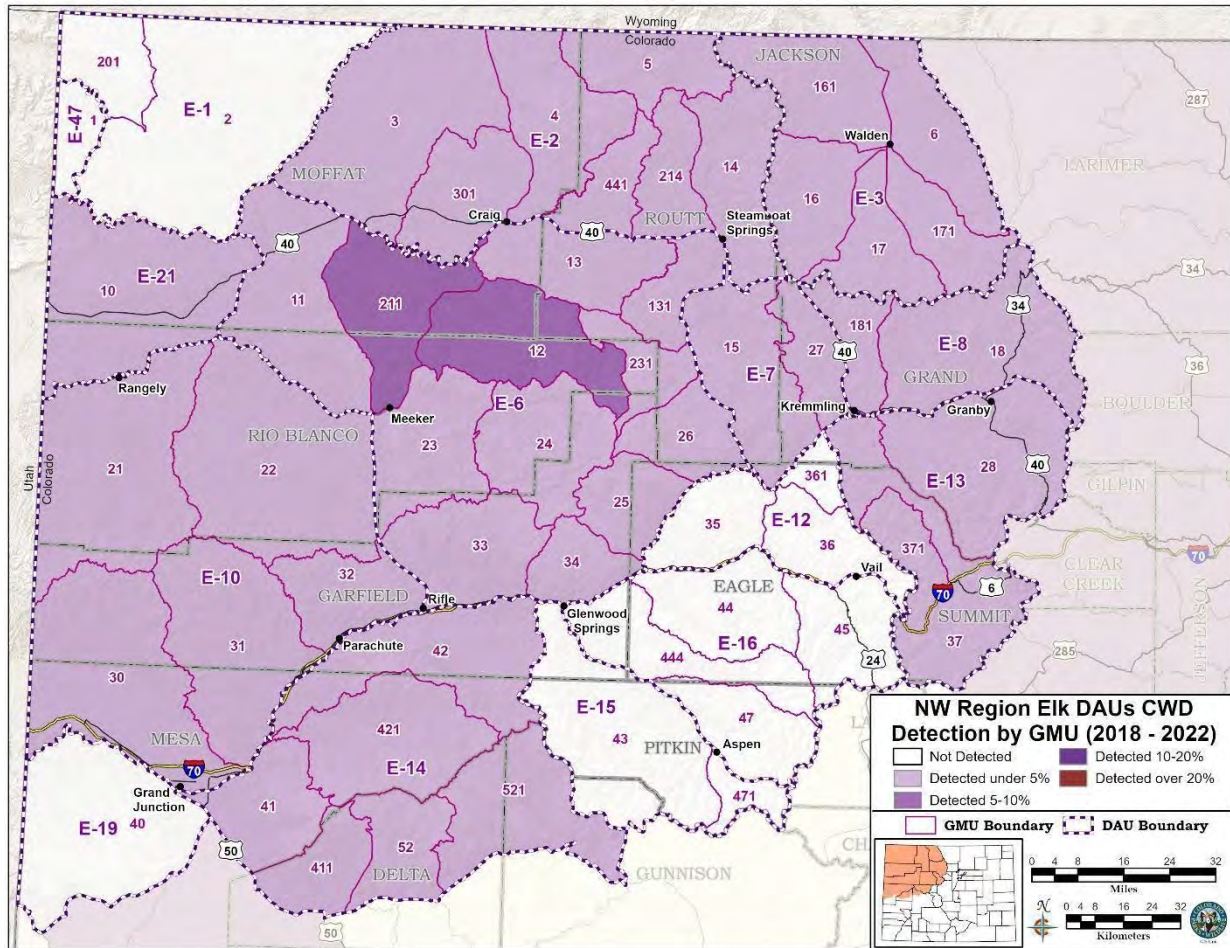 Wyoming
Colorado
JACKSON
201
161
5
287
E-1
2
1
E-47
3
4
E-2
6
Walden
14
LARIMER
MOFFAT
441
214
301
16
E-3
171
Craig
40
ROUTT
Steamboat
Springs
40
17
13
34
10
E-21
11
211
131
34
181
E-8
18
12
15
27
40
231
E-7
GRAND
36
Rangely
Kremmling
Granby
BOULDER
Meeker
E-6
RIO BLANCO
23
24
26
Utah
Colorado
21
22
28
40
361
E-13
GILPIN
25
E-12
35
33
36
371
70
34
Vail
CLEAR
CREEK
E-10
32
EAGLE
70
6
GARFIELD
Rifle
44
SUMMIT
JEFFERSON
Glenwood
Springs
45
37
Parachute
42
E-16
31
444
24
285
30
E-15
47
421
43
PITKIN
MESA
Aspen
70
E-14
521
471
Grand
Junction
41
E-19
40
50
52
411
DELTA
GUNNISON
50
NW Region Elk DAUs CWD
Detection by GMU (2018 - 2022)
Not Detected
Detected 10-20%
Detected under 5%
Detected over 20%
Detected 5-10%
GMU Boundary
DAU Boundary
0 4 8 16 24 32
Miles
N
0 4 8 16 24 32
Kilometers